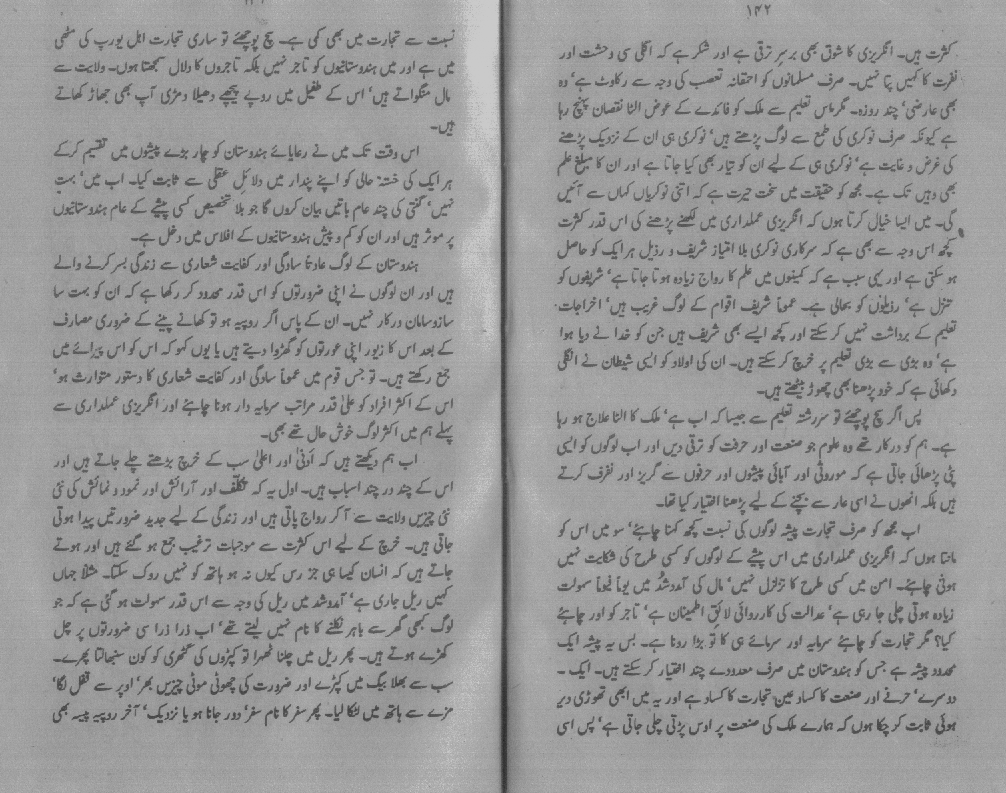 ۱۴۲
کثرت ہیں۔ انگریزی کا شوق بھی برسر ترقی ہے اور شکر ہے کہ اگلی سی وحشت اور
نفرت کا کہیں پتا نہیں۔ صرف مسلمانوں کو احمقانہ تعصب کی وجہ سے رکاوٹ ہے‘ وہ
بھی عارضی‘ چند روزہ۔ مگر ماس تعلیم سے ملک کو فائدے کے عوض الٹا نقصان پہنچ رہا
ہے کیونکہ صرف نوکری کی طمع سے لوگ پڑھتے ہیں‘ نوکری ہی ان کے نزدیک پڑھنے
کی غرض و غایت ہے‘ نوکری ہی کے لیے ان کو تیار بھی کیا جاتا ہے اور ان کا مبلغ علم
بھی وہیں تک ہے۔ مجھ کو حقیقت میں سخت حیرت ہے کہ اتنی نوکریاں کہاں سے آئیں
گی۔ میں ایسا خیال کرتا ہوں کہ انگریزی عملداری میں لکھنے پڑھنے کی اس قدر کثرت
کچھ اس وجہ سے بھی ہے کہ سرکاری نوکری بلا امتیاز شریف و رذیل ہر ایک کو حاصل
ہو سکتی ہے اور یہی سبب ہے کہ کمینوں میں علم کا رواج زیادہ ہوتا جاتا ہے‘ شریفوں کو
تنزل ہے‘ رذیلوں کو بحالی ہے۔ عموماً شریف اقوام کے لوگ غریب ہیں‘ اخراجات
تعلیم کے برداشت نہیں کر سکتے اور کچھ ایسے بھی شریف ہیں جن کو خدا نے دیا ہوا
ہے‘ وہ بڑی سے بڑی تعلیم پر خرچ کر سکتے ہیں۔ ان کی اولاد کو ایسی شیطان نے انگلی
دکھائی ہے کہ خود پڑھنا بھی چھوڑ بیٹھتے ہیں۔
پس اگر سچ پوچھئے تو سررشتہ تعلیم سے جیسا کہ اب ہے‘ ملک کا الٹا علاج ہو رہا
ہے۔ ہم کو درکار تھے وہ علوم جو صنعت اور حرفت کو ترقی دیں اور اب لوگوں کو ایسی
پٹی پڑھائی جاتی ہے کہ موروثی اور آبائی پیشوں اور حرفوں سے گریز اور نفرت کرتے
ہیں بلکہ انھوں نے اسی عار سے بچنے کے لیے پڑھنا اختیار کیا تھا۔
اب مجھ کو صرف تجارت پیشہ لوگوں کی نسبت کچھ کہنا چاہئے‘ سو میں اس کو
مانتا ہوں کہ انگریزی عملداری میں اس پیشے کے لوگوں کو کسی طرح کی شکایت نہیں
ہونی چاہئے۔ امن میں کسی طرح کا تزلزل نہیں‘ مال کی آمدوشد میں یوماً فیوماً سہولت
زیادہ ہوتی چلی جا رہی ہے‘ عدالت کی کارروائی لائق اطمینان ہے‘ تاجر کو اور چاہئے
کیا؟ مگر تجارت کو چاہئے سرمایہ اور سرمائے ہی کا تو بڑا رونا ہے۔ بس یہ پیشہ ایک
محدود پیشہ ہے جس کو ہندوستان میں صرف معدودے چند اختیار کر سکتے ہیں۔ ایک ۔
دوسرے‘ حرفے اور صنعت کا کساد عین تجارت کا کساد ہے اور یہ میں ابھی تھوڑی دیر
ہوئی ثابت کر چکا ہوں کہ ہمارے ملک کی صنعت پر اوس پڑتی چلی جاتی ہے‘ پس اسی
نسبت سے تجارت میں بھی کمی ہے۔ سچ پوچھئے تو ساری تجارت اہل یورپ کی مٹھی
میں ہے اور میں ہندوستانیوں کو تاجر نہیں بلکہ تاجروں کا دلال سمجھتا ہوں۔ ولایت سے
مال منگواتے ہیں‘ اس کے طفیل میں روپے پیچھے دھیلا دمڑی آپ بھی جھاڑ کھاتے
ہیں۔
اس وقت تک میں نے رعایائے ہندوستان کو چار بڑے پیشوں میں تقسیم کر کے
ہر ایک کی خستہ حالی کو اپنے پندار میں دلائل عقلی سے ثابت کیا۔ اب میں‘ بہت
نہیں‘ گنتی کی چند عام باتیں بیان کروں گا جو بلا تخصیص کسی پیشے کے عام ہندوستانیوں
پر موثر ہیں اور ان کو کم و پیش ہندوستانیوں کے افلاس میں دخل ہے۔
ہندوستان کے لوگ عادتاً سادگی اور کفایت شعاری سے زندگی بسر کرنے والے
ہیں اور ان لوگوں نے اپنی ضرورتوں کو اس قدر محدود کر رکھا ہے کہ ان کو بہت سا
سازوسامان درکار نہیں۔ ان کے پاس اگر روپیہ ہو تو کھانے پینے کے ضروری مصارف
کے بعد اس کا زیور اپنی عورتوں کو گھڑوا دیتے ہیں یا یوں کہو کہ اس کو اس پیرائے میں
جمع رکھتے ہیں۔ تو جس قوم میں عموماً سادگی اور کفایت شعاری کا دستور متوارث ہو‘
اس کے اکثر افراد کو علیٰ قدر مراتب سرمایہ دار ہونا چاہئے اور انگریزی عملداری سے
پہلے ہم میں اکثر لوگ خوش حال تھے بھی۔
اب ہم دیکھتے ہیں کہ ادنیٰ اور اعلیٰ سب کے خرچ بڑھتے چلے جاتے ہیں اور
اس کے چند در چند اسباب ہیں۔ اول یہ کہ تکلف اور آرائش اور نمود و نمائش کی نئی
نئی چیزیں ولایت سے آ کر رواج پاتی ہیں اور زندگی کے لیے جدید ضرورتیں پیدا ہوتی
جاتی ہیں۔ خرچ کے لیے اس کثرت سے موجبات ترغیب جمع ہو گئے ہیں اور ہوتے
جاتے ہیں کہ انسان کیسا ہی جز رس کیوں نہ ہو ہاتھ کو نہیں روک سکتا۔ مثلاً جہاں
کہیں ریل جاری ہے‘ آمدوشد میں ریل کی وجہ سے اس قدر سہولت ہو گئی ہے کہ جو
لوگ کبھی گھر سے باہر نکلنے کا نام نہیں لیتے تھے‘ اب ذرا ذرا سی ضرورتوں پر چل
کھڑے ہوتے ہیں۔ پھر ریل میں چلنا ٹھہرا تو کپڑوں کی گٹھری کو کون سنبھالتا پھرے۔
سب سے بھلا بیگ میں کپڑے اور ضرورت کی چھوٹی موٹی چیزیں بھر‘ اوپر سے قفل لگا‘
مزے سے ہاتھ میں لٹکا لیا۔ پھر سفر کا نام سفر‘ دور جانا ہو یا نزدیک‘ آخر روپیہ پیسہ بھی